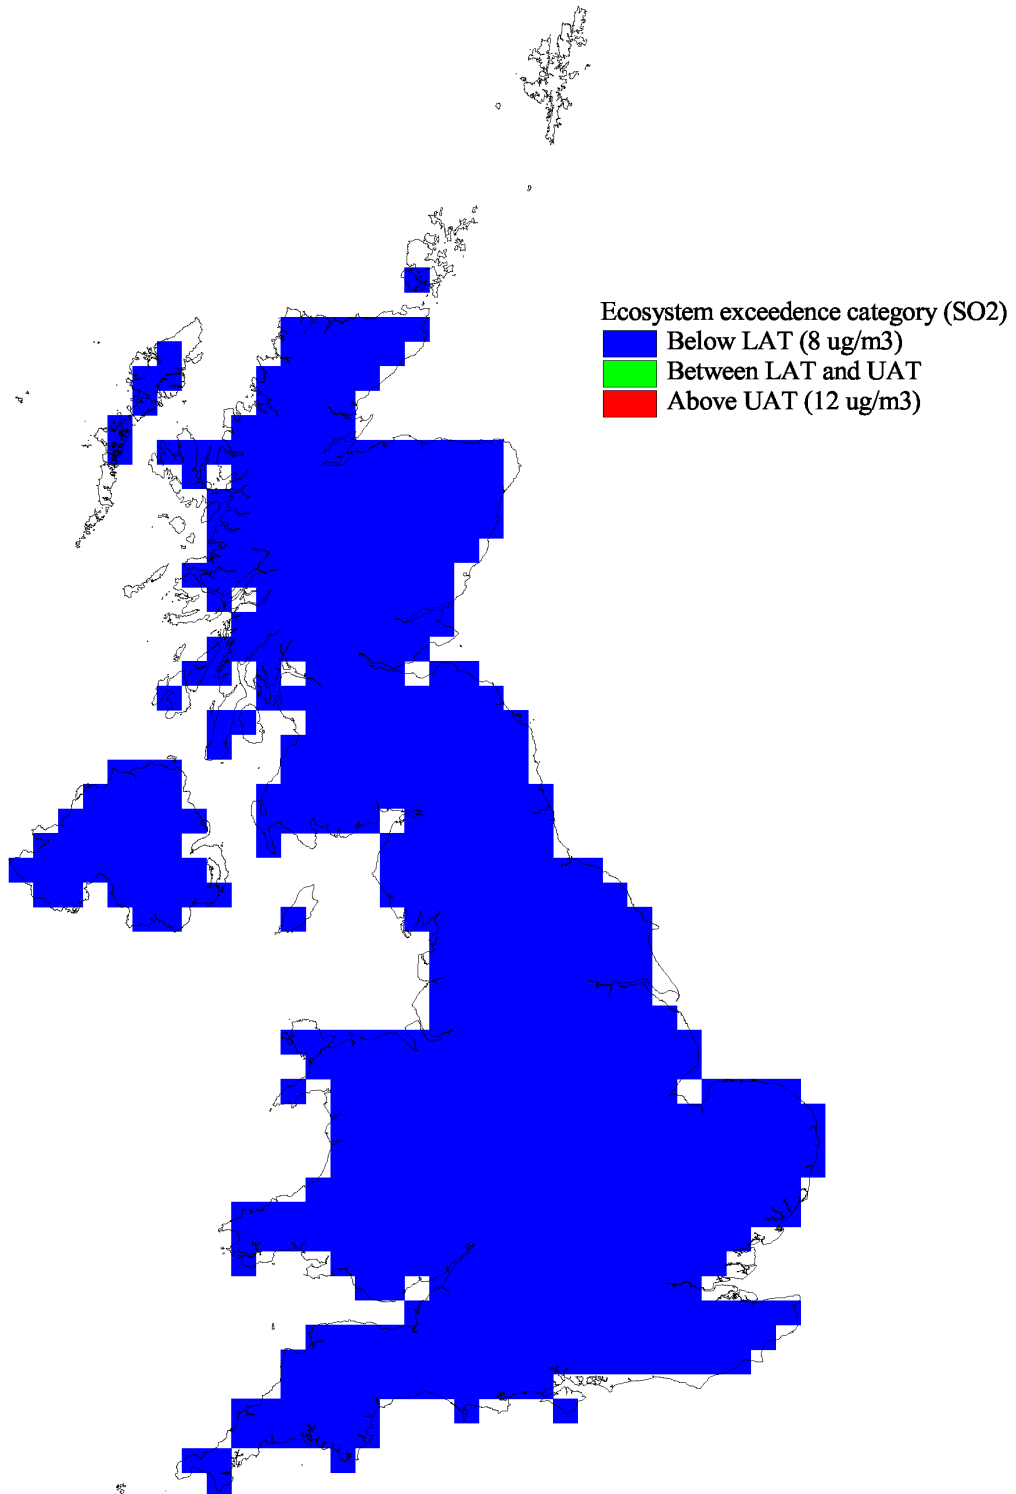 Ecosystem exceedence category (SO2)
Below LAT (8 ug/m3)
Between LAT and UAT
Above UAT (12 ug/m3)